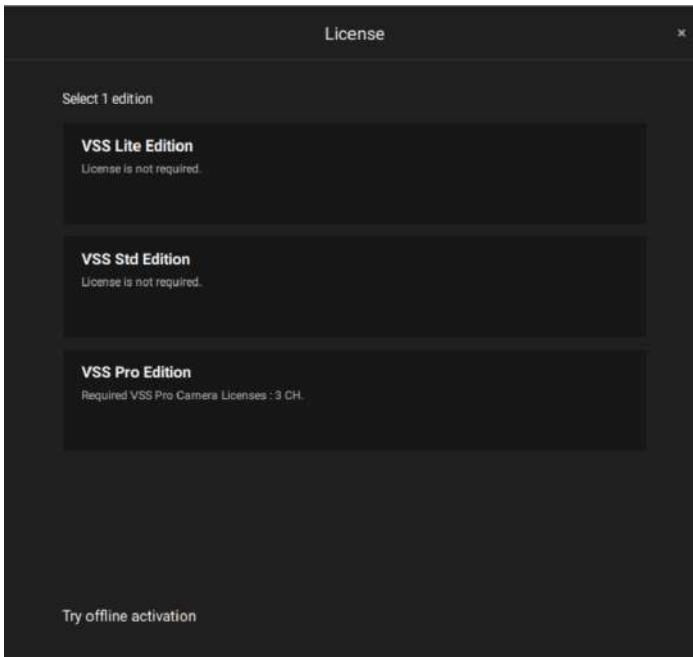 License
×
Select 1 edition
VSS Lite Edition
License is not required.
VSS Std Edition
License is not required.
VSS Pro Edition
Required VSS Pro Camera Licenses : 3 CH.
Try offline activation